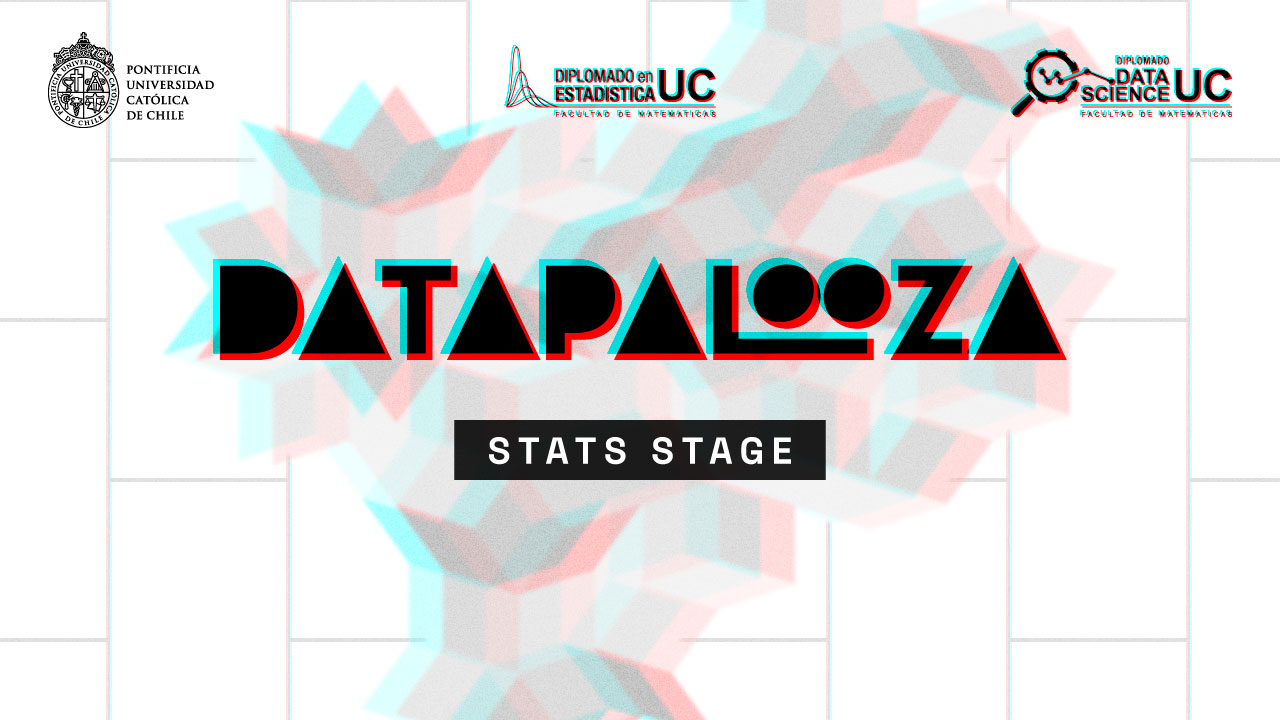 PONTIFICIA
UNIVERSIDAD
CATÓLICA
DE CHILE
DIPLOMADO en
ESTADISTICA UC
FACULTAD DE MATEMATICAS
DIPLOMADO
DATA
SCIENCE UC
FACULTAD DE MATEMATICAS
DATAPALOOZA
STATS STAGE